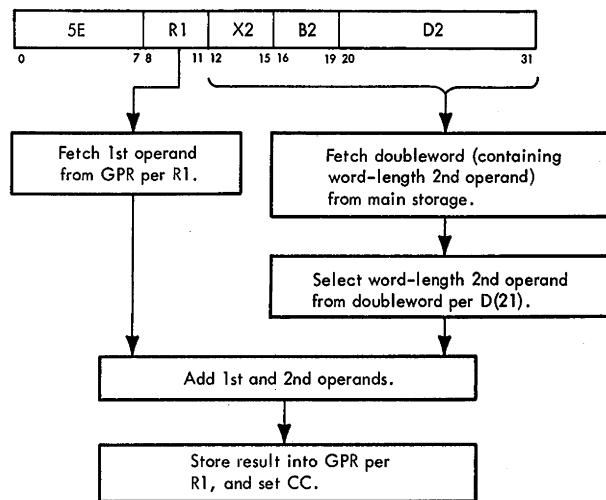 5E R1 X2 B2 D2
0 7 8 11 12 15 16 19 20 31
Fetch 1st operand
from GPR per R1.
Fetch doubleword (containing
word-length 2nd operand)
from main storage.
Select word-length 2nd operand
from doubleword per D(21).
Add 1st and 2nd operands.
Store result into GPR per
R1, and set CC.